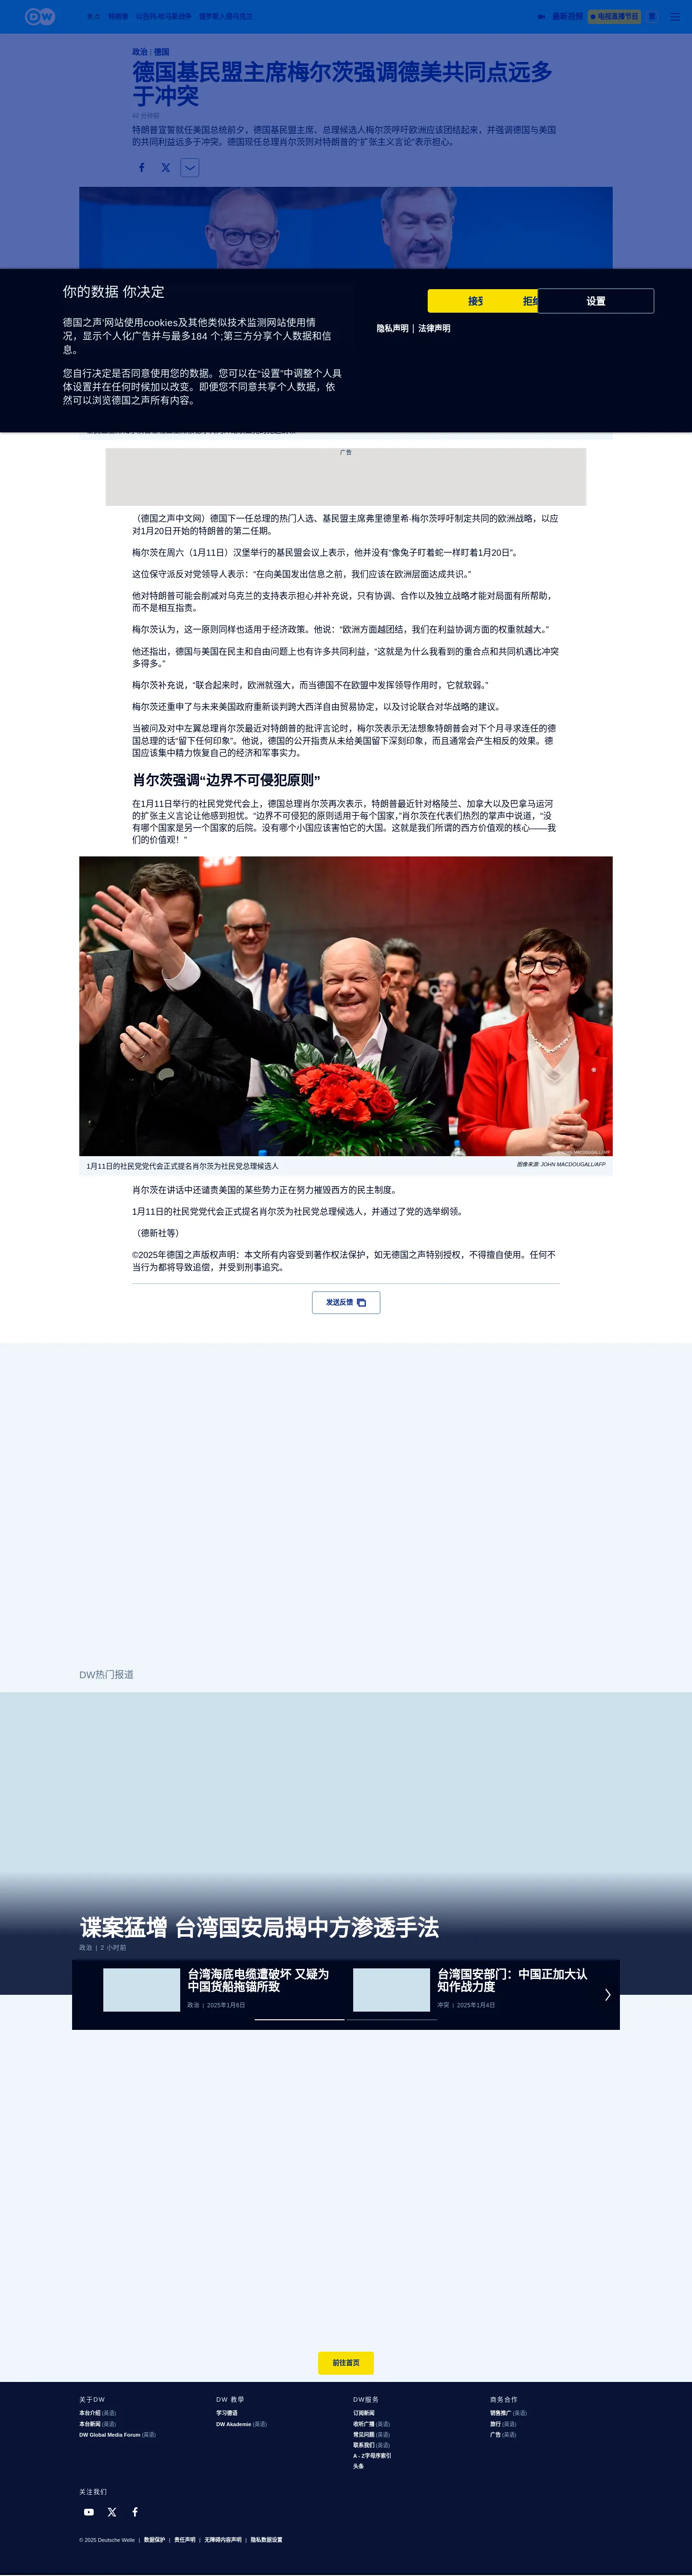 DW
焦点 特朗普 以色列-哈马斯战争 俄罗斯入侵乌克兰
最新视频
电视直播节目
繁
政治 | 德国
德国基民盟主席梅尔茨强调德美共同点远多
于冲突
42 分钟前
特朗普宣誓就任美国总统前夕，德国基民盟主席、总理候选人梅尔茨呼吁欧洲应该团结起来，并强调德国与美国
的共同利益远多于冲突。德国现任总理肖尔茨则对特朗普的“扩张主义言论”表示担心。
你的数据 你决定
德国之声'网站使用cookies及其他类似技术监测网站使用情
况，显示个人化广告并与最多184 个;第三方分享个人数据和信
息。
您自行决定是否同意使用您的数据。您可以在“设置”中调整个人具
体设置并在任何时候加以改变。即便您不同意共享个人数据，依
然可以浏览德国之声所有内容。
接受
设置
隐私声明 | 法律声明
广告
（德国之声中文网）德国下一任总理的热门人选、基民盟主席弗里德里希·梅尔茨呼吁制定共同的欧洲战略，以应
对1月20日开始的特朗普的第二任期。
梅尔茨在周六（1月11日）汉堡举行的基民盟会议上表示，他并没有“像兔子盯着蛇一样盯着1月20日”。
这位保守派反对党领导人表示：“在向美国发出信息之前，我们应该在欧洲层面达成共识。”
他对特朗普可能会削减对乌克兰的支持表示担心并补充说，只有协调、合作以及独立战略才能对局面有所帮助，
而不是相互指责。
梅尔茨认为，这一原则同样也适用于经济政策。他说：“欧洲方面越团结，我们在利益协调方面的权重就越大。”
他还指出，德国与美国在民主和自由问题上也有许多共同利益，“这就是为什么我看到的重合点和共同机遇比冲突
多得多。”
梅尔茨补充说，“联合起来时，欧洲就强大，而当德国不在欧盟中发挥领导作用时，它就软弱。”
梅尔茨还重申了与未来美国政府重新谈判跨大西洋自由贸易协定，以及讨论联合对华战略的建议。
当被问及对中左翼总理肖尔茨最近对特朗普的批评言论时，梅尔茨表示无法想象特朗普会对下个月寻求连任的德
国总理的话“留下任何印象”。他说，德国的公开指责从未给美国留下深刻印象，而且通常会产生相反的效果。德
国应该集中精力恢复自己的经济和军事实力。
肖尔茨强调“边界不可侵犯原则”
在1月11日举行的社民党党代会上，德国总理肖尔茨再次表示，特朗普最近针对格陵兰、加拿大以及巴拿马运河
的扩张主义言论让他感到担忧。“边界不可侵犯的原则适用于每个国家，”肖尔茨在代表们热烈的掌声中说道，“没
有哪个国家是另一个国家的后院。没有哪个小国应该害怕它的大国。这就是我们所谓的西方价值观的核心——我
们的价值观！”
1月11日的社民党党代会正式提名肖尔茨为社民党总理候选人
图像来源: JOHN MACDOUGALL/AFP
肖尔茨在讲话中还谴责美国的某些势力正在努力摧毁西方的民主制度。
1月11日的社民党党代会正式提名肖尔茨为社民党总理候选人，并通过了党的选举纲领。
（德新社等）
©2025年德国之声版权声明：本文所有内容受到著作权法保护，如无德国之声特别授权，不得擅自使用。任何不
当行为都将导致追偿，并受到刑事追究。
发送反馈
DW热门报道
谍案猛增 台湾国安局揭中方渗透手法
政治 | 2 小时前
台湾海底电缆遭破坏 又疑为
中国货船拖锚所致
政治 | 2025年1月6日
台湾国安部门：中国正加大认
知作战力度
冲突 | 2025年1月4日
前往首页
关于DW
本台介绍 (英语)
本台新闻 (英语)
DW Global Media Forum (英语)
DW 教學
学习德语
DW Akademie (英语)
DW服务
订阅新闻
收听广播 (英语)
常见问题 (英语)
联系我们 (英语)
A - Z字母序索引
头条
商务合作
销售推广 (英语)
旅行 (英语)
广告 (英语)
关注我们
© 2025 Deutsche Welle | 数据保护 | 责任声明 | 无障碍内容声明 | 隐私数据设置